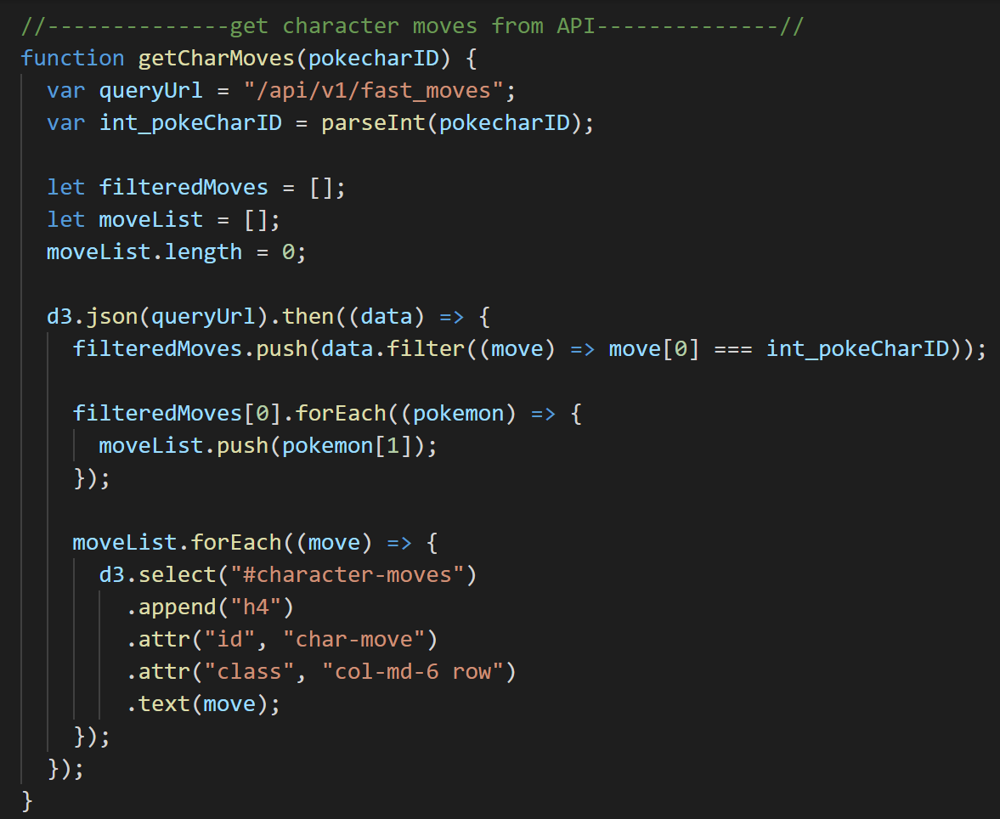 //--------------get character moves from API--------------//
function getCharMoves(pokecharID) {
  var queryUrl = "/api/v1/fast_moves";
  var int_pokeCharID = parseInt(pokecharID);

  let filteredMoves = [];
  let moveList = [];
  moveList.length = 0;

  d3.json(queryUrl).then((data) => {
    filteredMoves.push(data.filter((move) => move[0] === int_pokeCharID));

    filteredMoves[0].forEach((pokemon) => {
      moveList.push(pokemon[1]);
    });

    moveList.forEach((move) => {
      d3.select("#character-moves")
        .append("h4")
        .attr("id", "char-move")
        .attr("class", "col-md-6 row")
        .text(move);
    });
  });
}